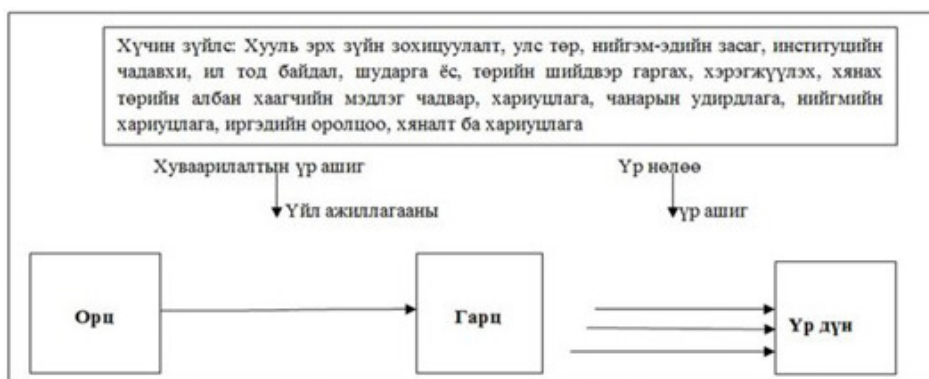 Хүчин зүйлс: Хууль эрх зүйн зохицуулалт, улс төр, нийгэм-эдийн засаг, институцийн
чадавхи, ил тод байдал, шударга ёс, төрийн шийдвэр гаргах, хэрэгжүүлэх, хянах
төрийн албан хаагчийн мэдлэг чадвар, хариуцлага, чанарын удирдлага, нийгмийн
хариуцлага, иргэдийн оролцоо, хяналт ба хариуцлага
Хуваарилалтын үр ашиг Үр нөлөө
Үйл ажиллагааны үр ашиг
Орц Гарц Үр дүн